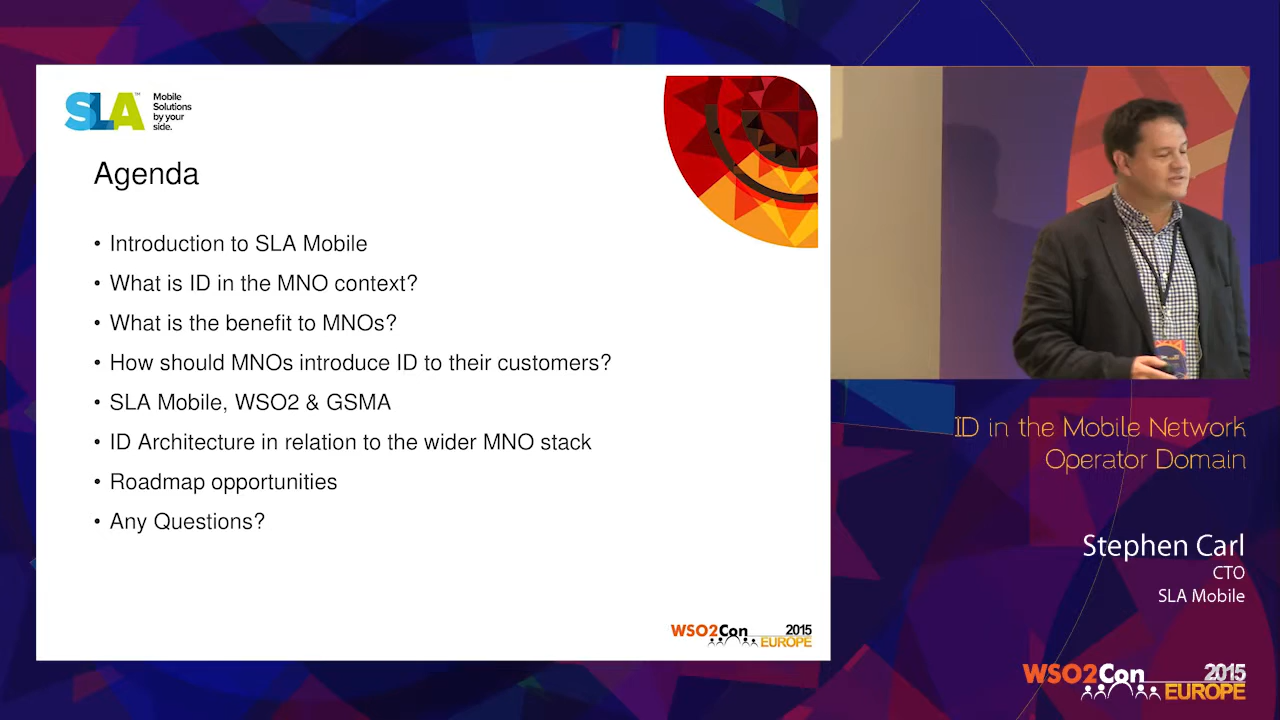 SLA™
Mobile
Solutions
by your
side.
Agenda
• Introduction to SLA Mobile
• What is ID in the MNO context?
• What is the benefit to MNOs?
• How should MNOs introduce ID to their customers?
• SLA Mobile, WSO2 & GSMA
• ID Architecture in relation to the wider MNO stack
• Roadmap opportunities
• Any Questions?
WSO2Con 2015
EUROPE
ID in the Mobile Network
Operator Domain
Stephen Carl
CTO
SLA Mobile
WSO2Con 2015
EUROPE